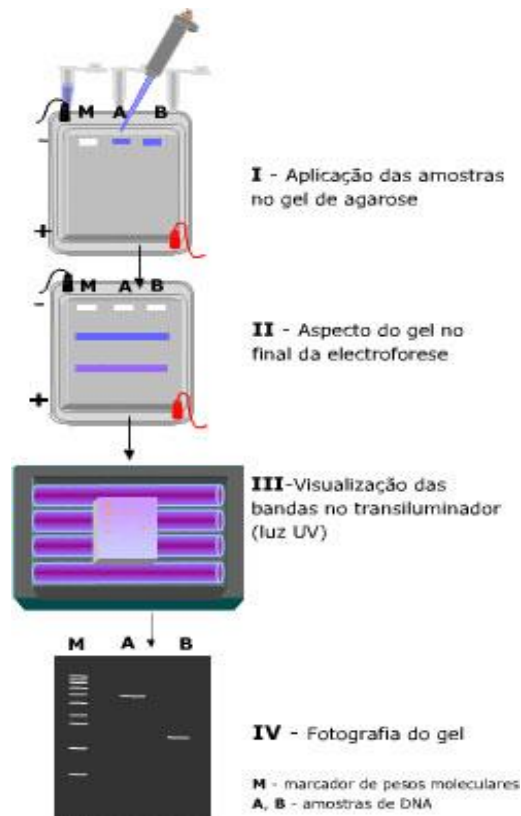 M A B
-
I - Aplicação das amostras
no gel de agarose
+
M A B
-
II - Aspecto do gel no
final da electroforese
+
III-Visualização das
bandas no transiluminador
(luz UV)
M A B
IV - Fotografia do gel
M - marcador de pesos moleculares
A, B - amostras de DNA